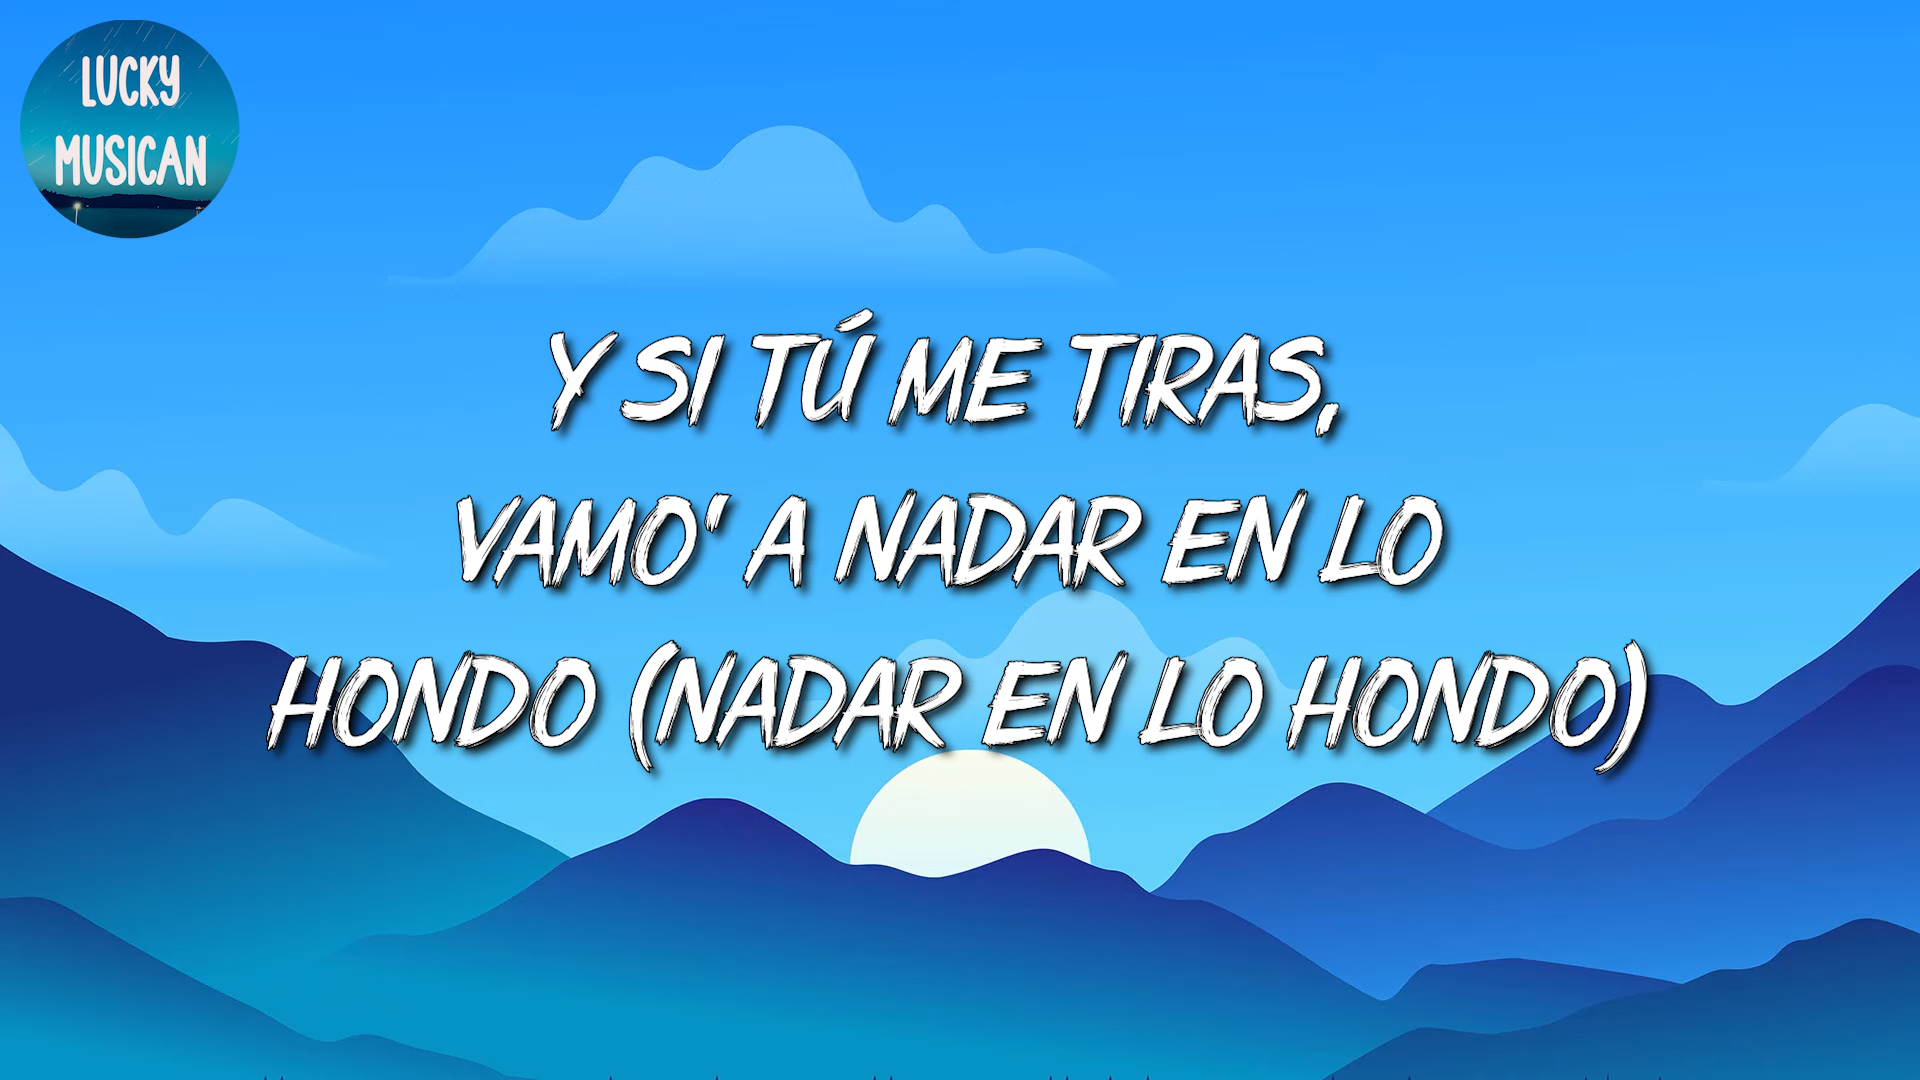 LUCKY
MUSICAN
Y SI TÚ ME TIRAS,
VAMO' A NADAR EN LO
HONDO (NADAR EN LO HONDO)